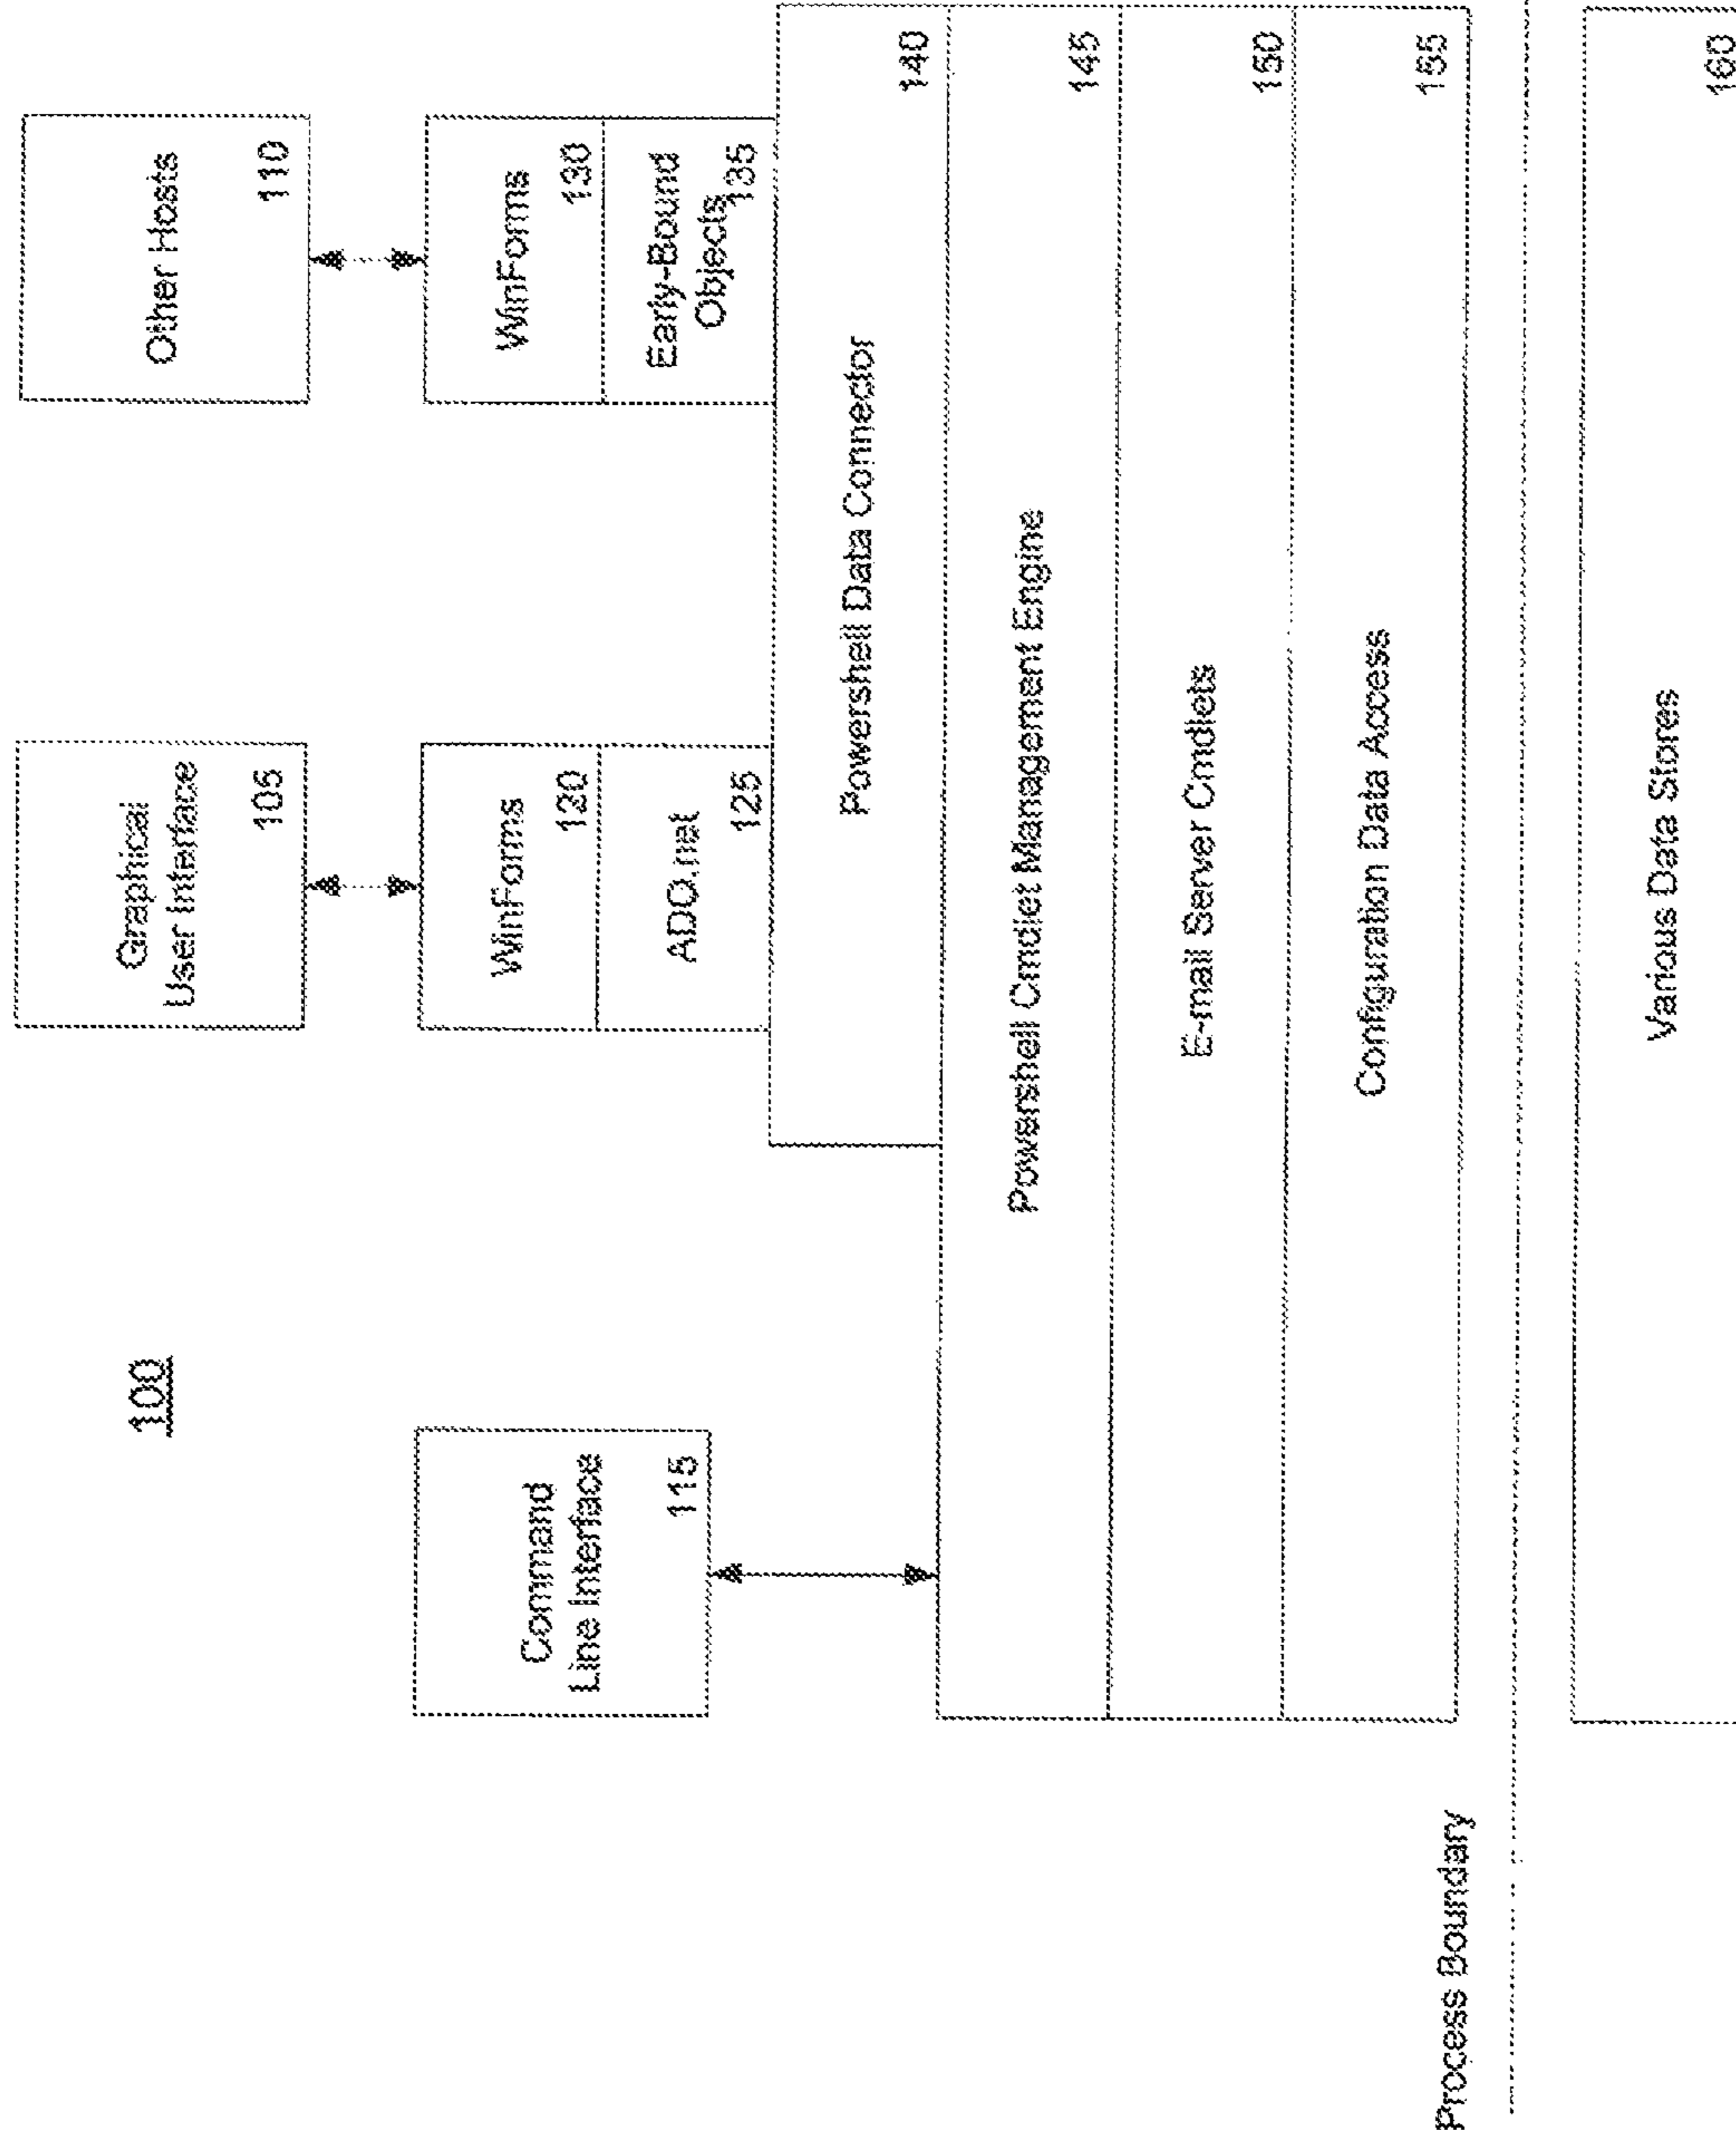 100
Graphical
User Interface
105
Other Hosts
110
Command
Line Interface
115
WinForms
120
ADO.net
125
WinForms
130
Early-Bound
Objects
135
Powershell Data Connector
140
Powershell Cmdlet Management Engine
145
E-mail Server Cmdlets
150
Configuration Data Access
155
Process Boundary
Various Data Stores
160